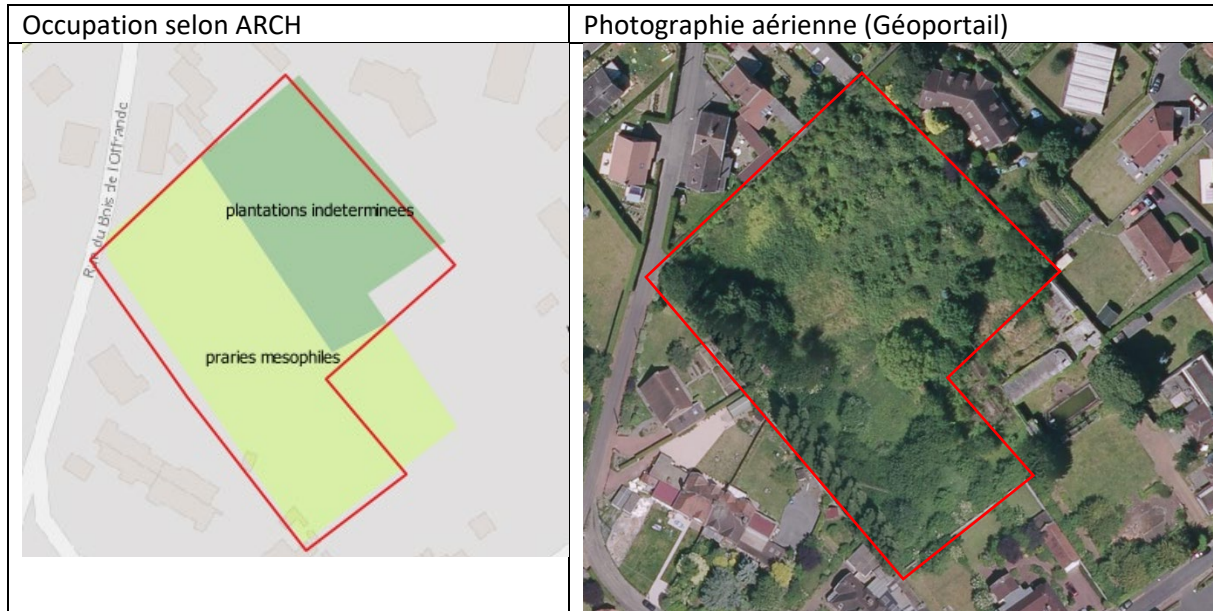 Occupation selon ARCH
Photographie aérienne (Géoportail)
Rue du Bois de l'Offrande
plantations indeterminees
praries mesophiles